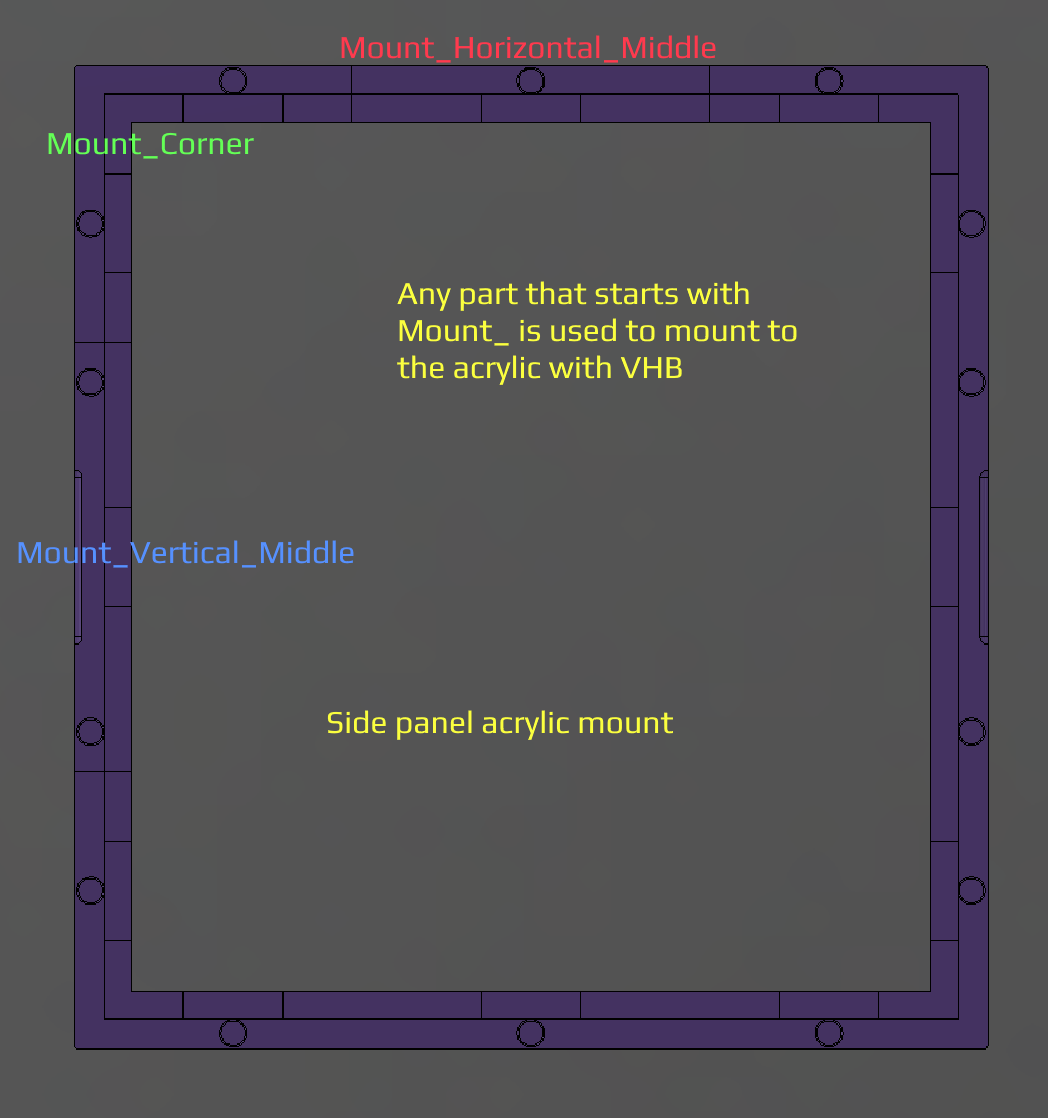 Mount_Horizontal_Middle
Mount_Corner
Any part that starts with
Mount_ is used to mount to
the acrylic with VHB
Mount_Vertical_Middle
Side panel acrylic mount